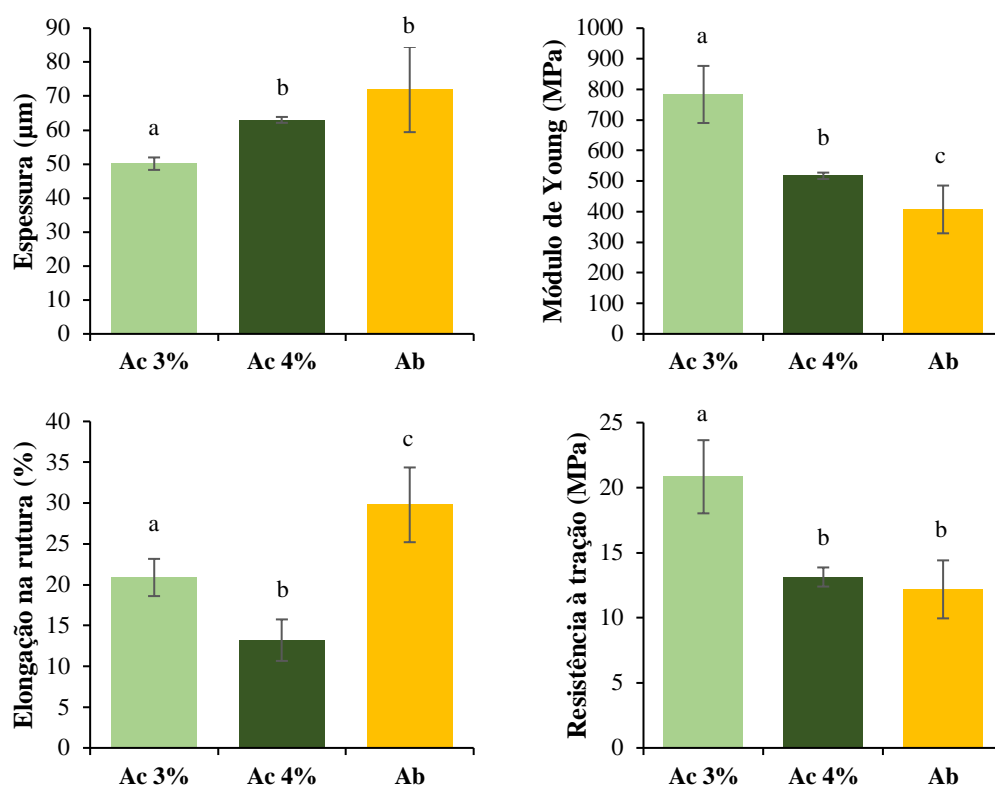 Espessura (µm)
90
80
70
60
50
40
30
20
10
0
a
b
b
Ac 3% Ac 4% Ab
Módulo de Young (MPa)
1000
900
800
700
600
500
400
300
200
100
0
a
b
c
Ac 3% Ac 4% Ab
Elongação na rutura (%)
40
35
30
25
20
15
10
5
0
a
b
c
Ac 3% Ac 4% Ab
Resistência à tração (MPa)
25
20
15
10
5
0
a
b
b
Ac 3% Ac 4% Ab